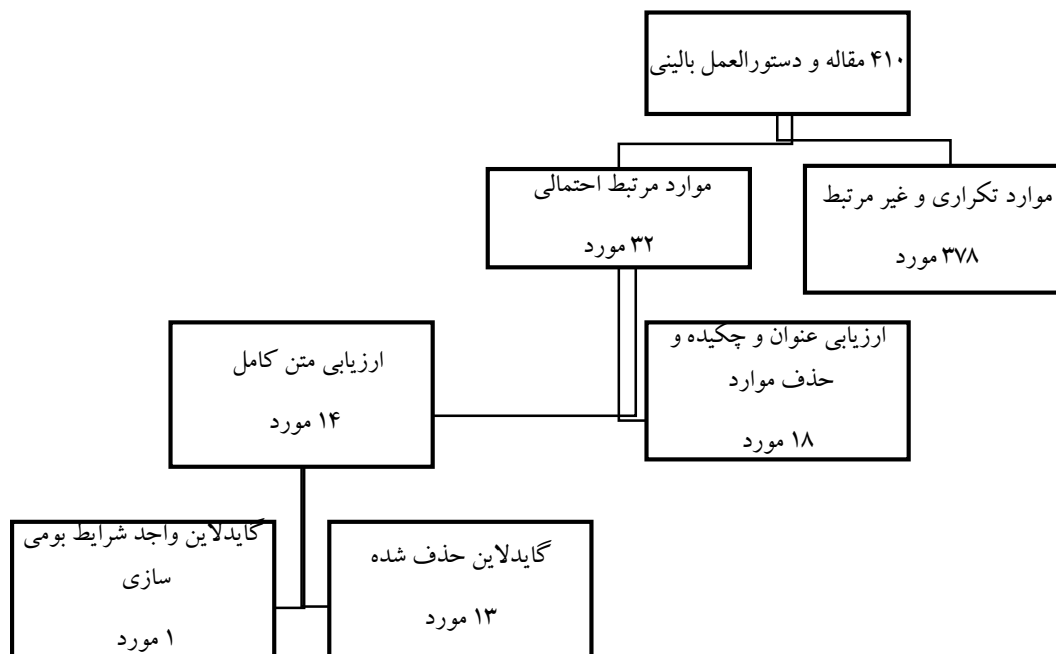 ۴۱۰ مقاله و دستورالعمل بالینی
موارد مرتبط احتمالی
۳۲ مورد
موارد تکراری و غیر مرتبط
۳۷۸ مورد
ارزیابی عنوان و چکیده و
حذف موارد
۱۸ مورد
ارزیابی متن کامل
۱۴ مورد
گایدلاین حذف شده
۱۳ مورد
گایدلاین واجد شرایط بومی
سازی
۱ مورد